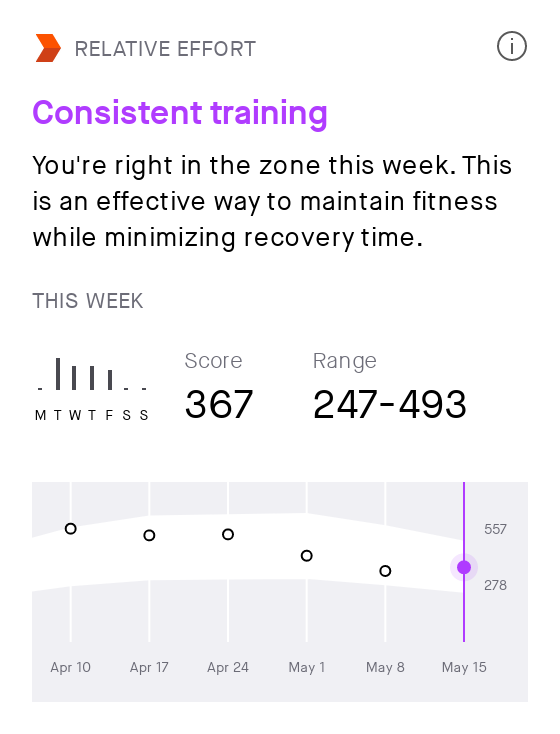 RELATIVE EFFORT
Consistent training
You're right in the zone this week. This
is an effective way to maintain fitness
while minimizing recovery time.
THIS WEEK
Score Range
367 247-493
M T W T F S S
557
278
Apr 10 Apr 17 Apr 24 May 1 May 8 May 15